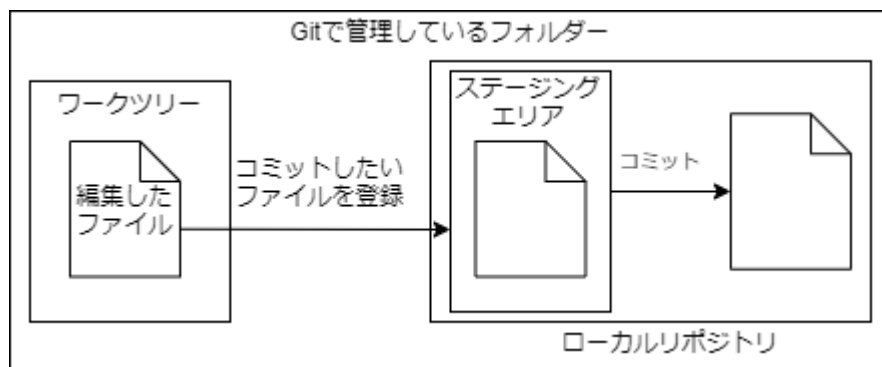 Gitで管理しているフォルダー
ワークツリー
編集した
ファイル
コミットしたい
ファイルを登録
ステージング
エリア
コミット
ローカルリポジトリ